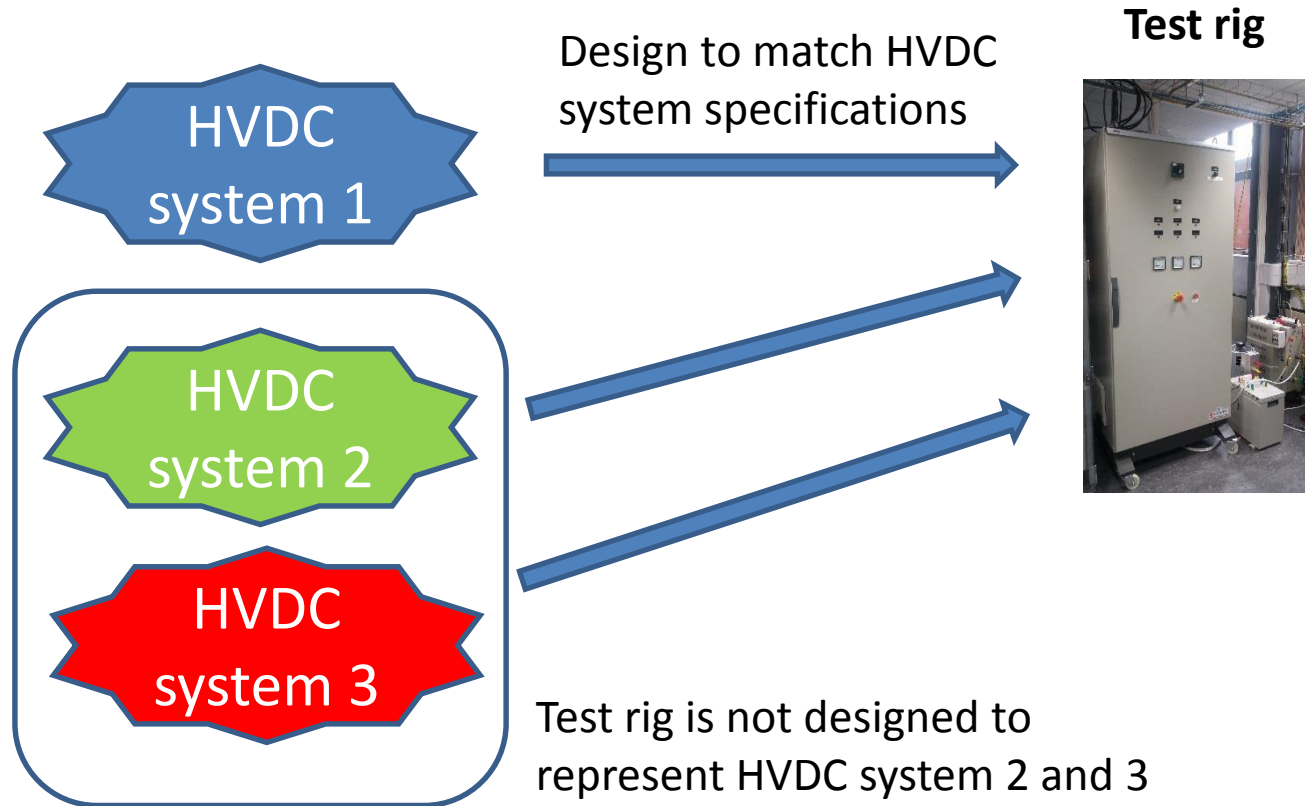 Test rig
Design to match HVDC
system specifications
HVDC
system 1
HVDC
system 2
HVDC
system 3
Test rig is not designed to
represent HVDC system 2 and 3